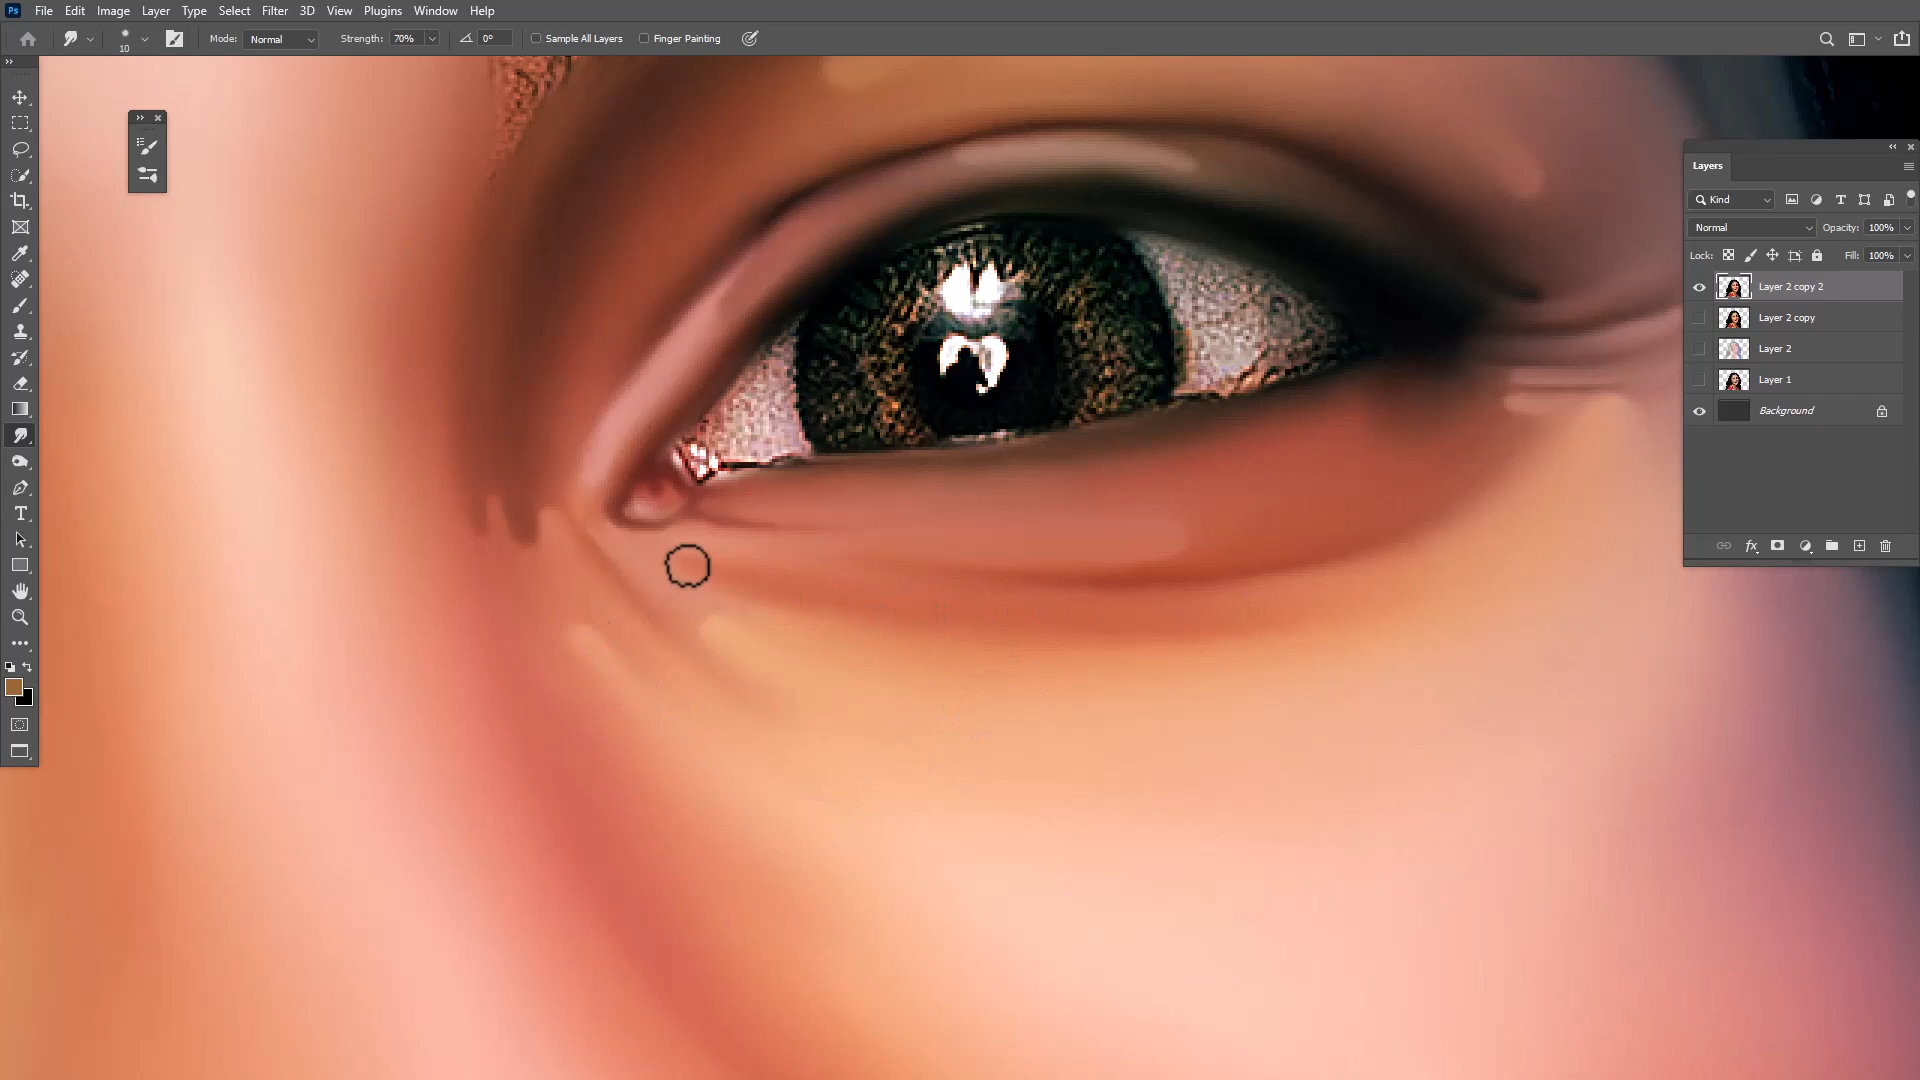 Ps File Edit Image Layer Type Select Filter 3D View Plugins Window Help
10 Mode: Normal Strength: 70% 0° Sample All Layers Finger Painting
Layers
Kind
Normal Opacity: 100%
Lock: Fill: 100%
Layer 2 copy 2
Layer 2 copy
Layer 2
Layer 1
Background
fx